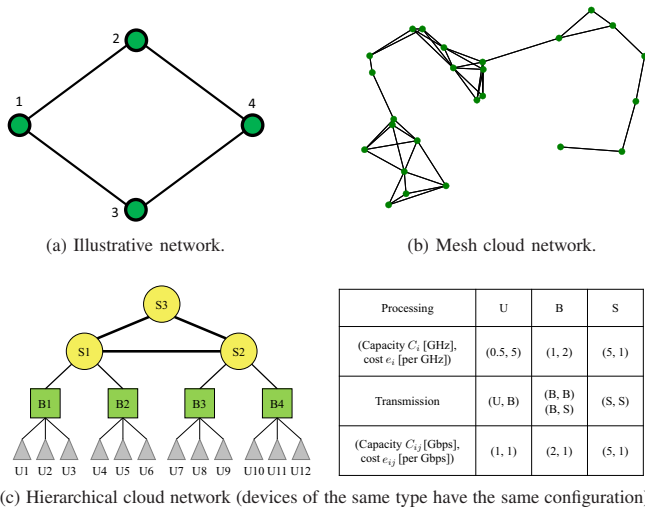 2
1
4
3
(a) Illustrative network.
(b) Mesh cloud network.
S3
S1
S2
B1
B2
B3
B4
U1 U2 U3 U4 U5 U6 U7 U8 U9 U10 U11 U12
Processing U B S
(Capacity C_i [GHz], cost e_i [per GHz]) (0.5, 5) (1, 2) (5, 1)
Transmission (U, B) (B, B) (B, S) (S, S)
(Capacity C_ij [Gbps], cost e_ij [per Gbps]) (1, 1) (2, 1) (5, 1)
(c) Hierarchical cloud network (devices of the same type have the same configuration)